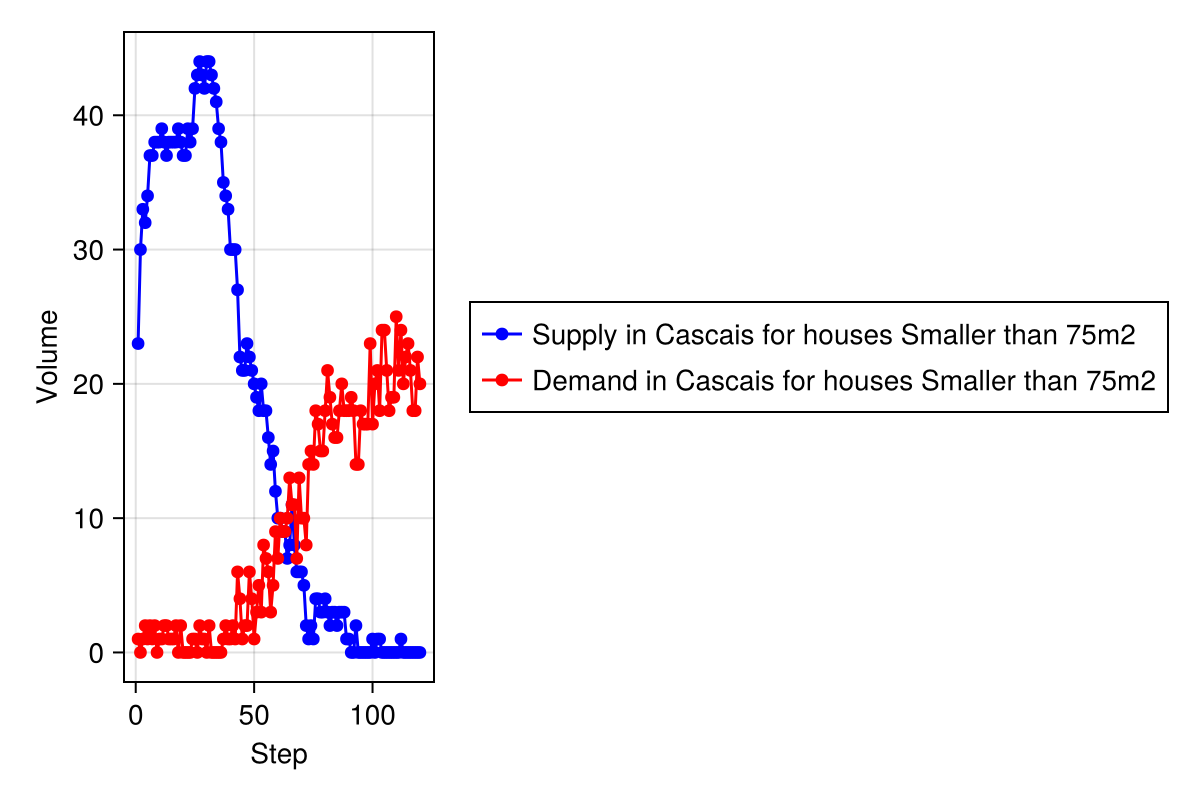 40
30
20
10
0
Volume
0 50 100
Step
Supply in Cascais for houses Smaller than 75m2
Demand in Cascais for houses Smaller than 75m2